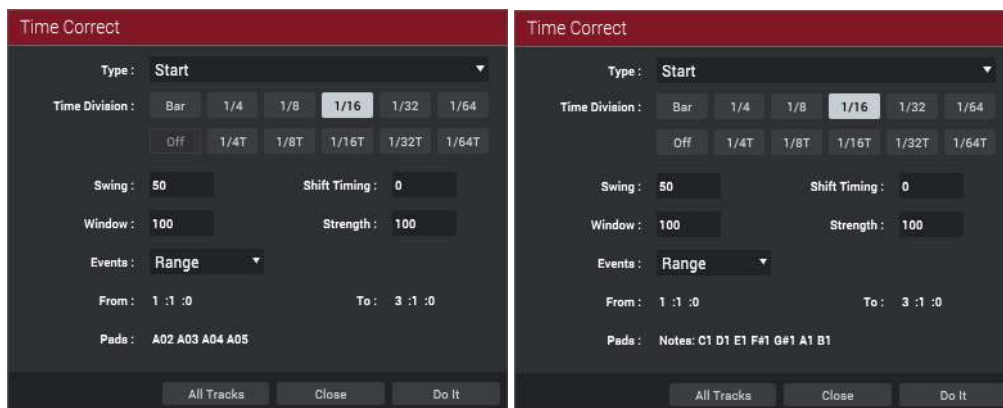 Time Correct
Type : Start
Time Division : Bar 1/4 1/8 1/16 1/32 1/64
Off 1/4T 1/8T 1/16T 1/32T 1/64T
Swing : 50 Shift Timing : 0
Window : 100 Strength : 100
Events : Range
From : 1 :1 :0 To : 3 :1 :0
Pads : A02 A03 A04 A05
All Tracks Close Do It
Time Correct
Type : Start
Time Division : Bar 1/4 1/8 1/16 1/32 1/64
Off 1/4T 1/8T 1/16T 1/32T 1/64T
Swing : 50 Shift Timing : 0
Window : 100 Strength : 100
Events : Range
From : 1 :1 :0 To : 3 :1 :0
Pads : Notes: C1 D1 E1 F#1 G#1 A1 B1
All Tracks Close Do It